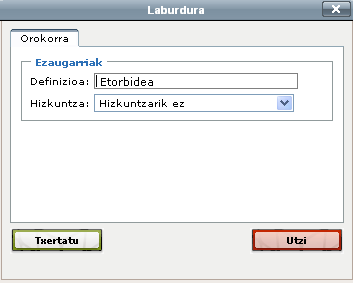 Laburdura
Orokorra
Ezaugarriak
Definizioa: Etorbidea
Hizkuntza: Hizkuntzarik ez
Txertatu
Utzi